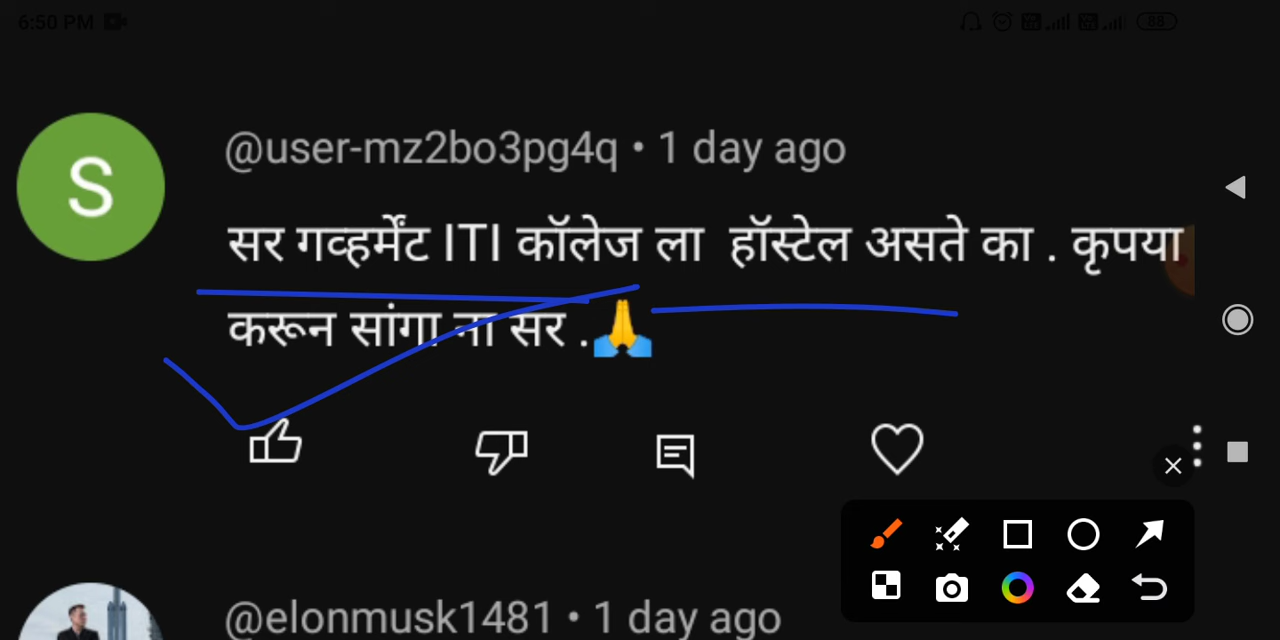 6:50 PM
88
S
@user-mz2bo3pg4q • 1 day ago
सर गव्हर्मेंट ITI कॉलेज ला हॉस्टेल असते का . कृपया
करून सांगा ना सर .🙏
@elonmusk1481 • 1 day ago